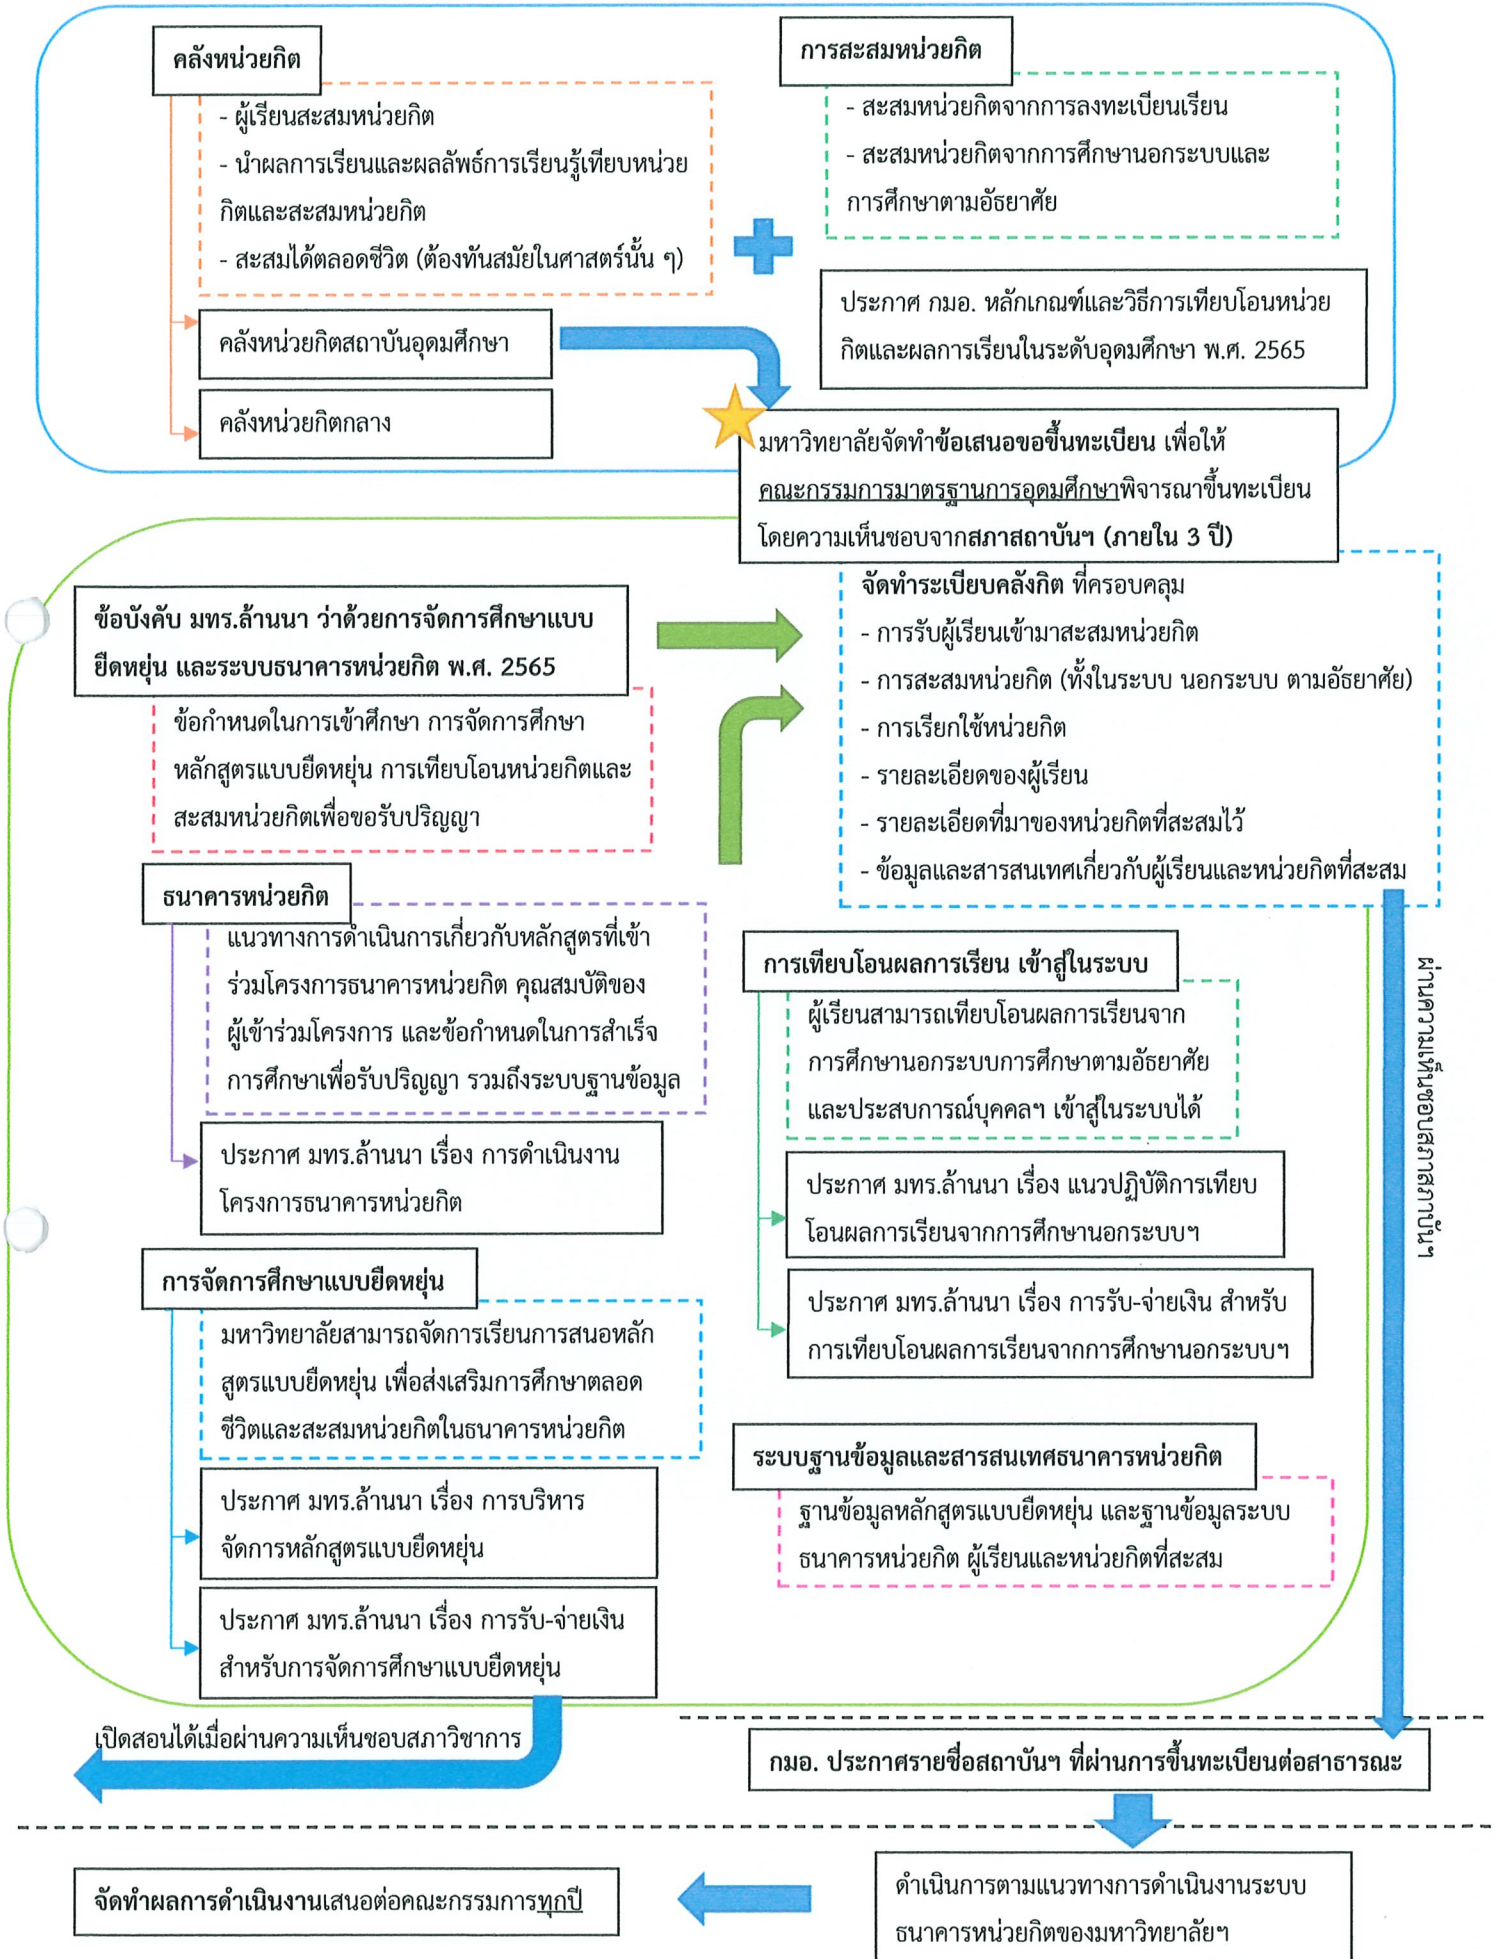 คลังหน่วยกิต
- ผู้เรียนสะสมหน่วยกิต
- นำผลการเรียนและผลลัพธ์การเรียนรู้เทียบหน่วย
กิตและสะสมหน่วยกิต
- สะสมได้ตลอดชีวิต (ต้องทันสมัยในศาสตร์นั้น ๆ)
คลังหน่วยกิตสถาบันอุดมศึกษา
คลังหน่วยกิตกลาง
การสะสมหน่วยกิต
- สะสมหน่วยกิตจากการลงทะเบียนเรียน
- สะสมหน่วยกิตจากการศึกษานอกระบบและ
การศึกษาตามอัธยาศัย
ประกาศ กมอ. หลักเกณฑ์และวิธีการเทียบโอนหน่วย
กิตและผลการเรียนในระดับอุดมศึกษา พ.ศ. 2565
มหาวิทยาลัยจัดทำข้อเสนอขอขึ้นทะเบียน เพื่อให้
คณะกรรมการมาตรฐานการอุดมศึกษาพิจารณาขึ้นทะเบียน
โดยความเห็นชอบจากสภาสถาบันฯ (ภายใน 3 ปี)
ข้อบังคับ มทร.ล้านนา ว่าด้วยการจัดการศึกษาแบบ
ยืดหยุ่น และระบบธนาคารหน่วยกิต พ.ศ. 2565
ข้อกำหนดในการเข้าศึกษา การจัดการศึกษา
หลักสูตรแบบยืดหยุ่น การเทียบโอนหน่วยกิตและ
สะสมหน่วยกิตเพื่อขอรับปริญญา
จัดทำระเบียบคลังกิต ที่ครอบคลุม
- การรับผู้เรียนเข้ามาสะสมหน่วยกิต
- การสะสมหน่วยกิต (ทั้งในระบบ นอกระบบ ตามอัธยาศัย)
- การเรียกใช้หน่วยกิต
- รายละเอียดของผู้เรียน
- รายละเอียดที่มาของหน่วยกิตที่สะสมไว้
- ข้อมูลและสารสนเทศเกี่ยวกับผู้เรียนและหน่วยกิตที่สะสม
ธนาคารหน่วยกิต
แนวทางการดำเนินการเกี่ยวกับหลักสูตรที่เข้า
ร่วมโครงการธนาคารหน่วยกิต คุณสมบัติของ
ผู้เข้าร่วมโครงการ และข้อกำหนดในการสำเร็จ
การศึกษาเพื่อรับปริญญา รวมถึงระบบฐานข้อมูล
ประกาศ มทร.ล้านนา เรื่อง การดำเนินงาน
โครงการธนาคารหน่วยกิต
การเทียบโอนผลการเรียน เข้าสู่ในระบบ
ผู้เรียนสามารถเทียบโอนผลการเรียนจาก
การศึกษานอกระบบการศึกษาตามอัธยาศัย
และประสบการณ์บุคคลฯ เข้าสู่ในระบบได้
ประกาศ มทร.ล้านนา เรื่อง แนวปฏิบัติการเทียบ
โอนผลการเรียนจากการศึกษานอกระบบฯ
ประกาศ มทร.ล้านนา เรื่อง การรับ-จ่ายเงิน สำหรับ
การเทียบโอนผลการเรียนจากการศึกษานอกระบบฯ
ผ่านความเห็นชอบสภาสถาบันฯ
การจัดการศึกษาแบบยืดหยุ่น
มหาวิทยาลัยสามารถจัดการเรียนการสนอหลัก
สูตรแบบยืดหยุ่น เพื่อส่งเสริมการศึกษาตลอด
ชีวิตและสะสมหน่วยกิตในธนาคารหน่วยกิต
ประกาศ มทร.ล้านนา เรื่อง การบริหาร
จัดการหลักสูตรแบบยืดหยุ่น
ประกาศ มทร.ล้านนา เรื่อง การรับ-จ่ายเงิน
สำหรับการจัดการศึกษาแบบยืดหยุ่น
ระบบฐานข้อมูลและสารสนเทศธนาคารหน่วยกิต
ฐานข้อมูลหลักสูตรแบบยืดหยุ่น และฐานข้อมูลระบบ
ธนาคารหน่วยกิต ผู้เรียนและหน่วยกิตที่สะสม
เปิดสอนได้เมื่อผ่านความเห็นชอบสภาวิชาการ
กมอ. ประกาศรายชื่อสถาบันฯ ที่ผ่านการขึ้นทะเบียนต่อสาธารณะ
จัดทำผลการดำเนินงานเสนอต่อคณะกรรมการทุกปี
ดำเนินการตามแนวทางการดำเนินงานระบบ
ธนาคารหน่วยกิตของมหาวิทยาลัยฯ